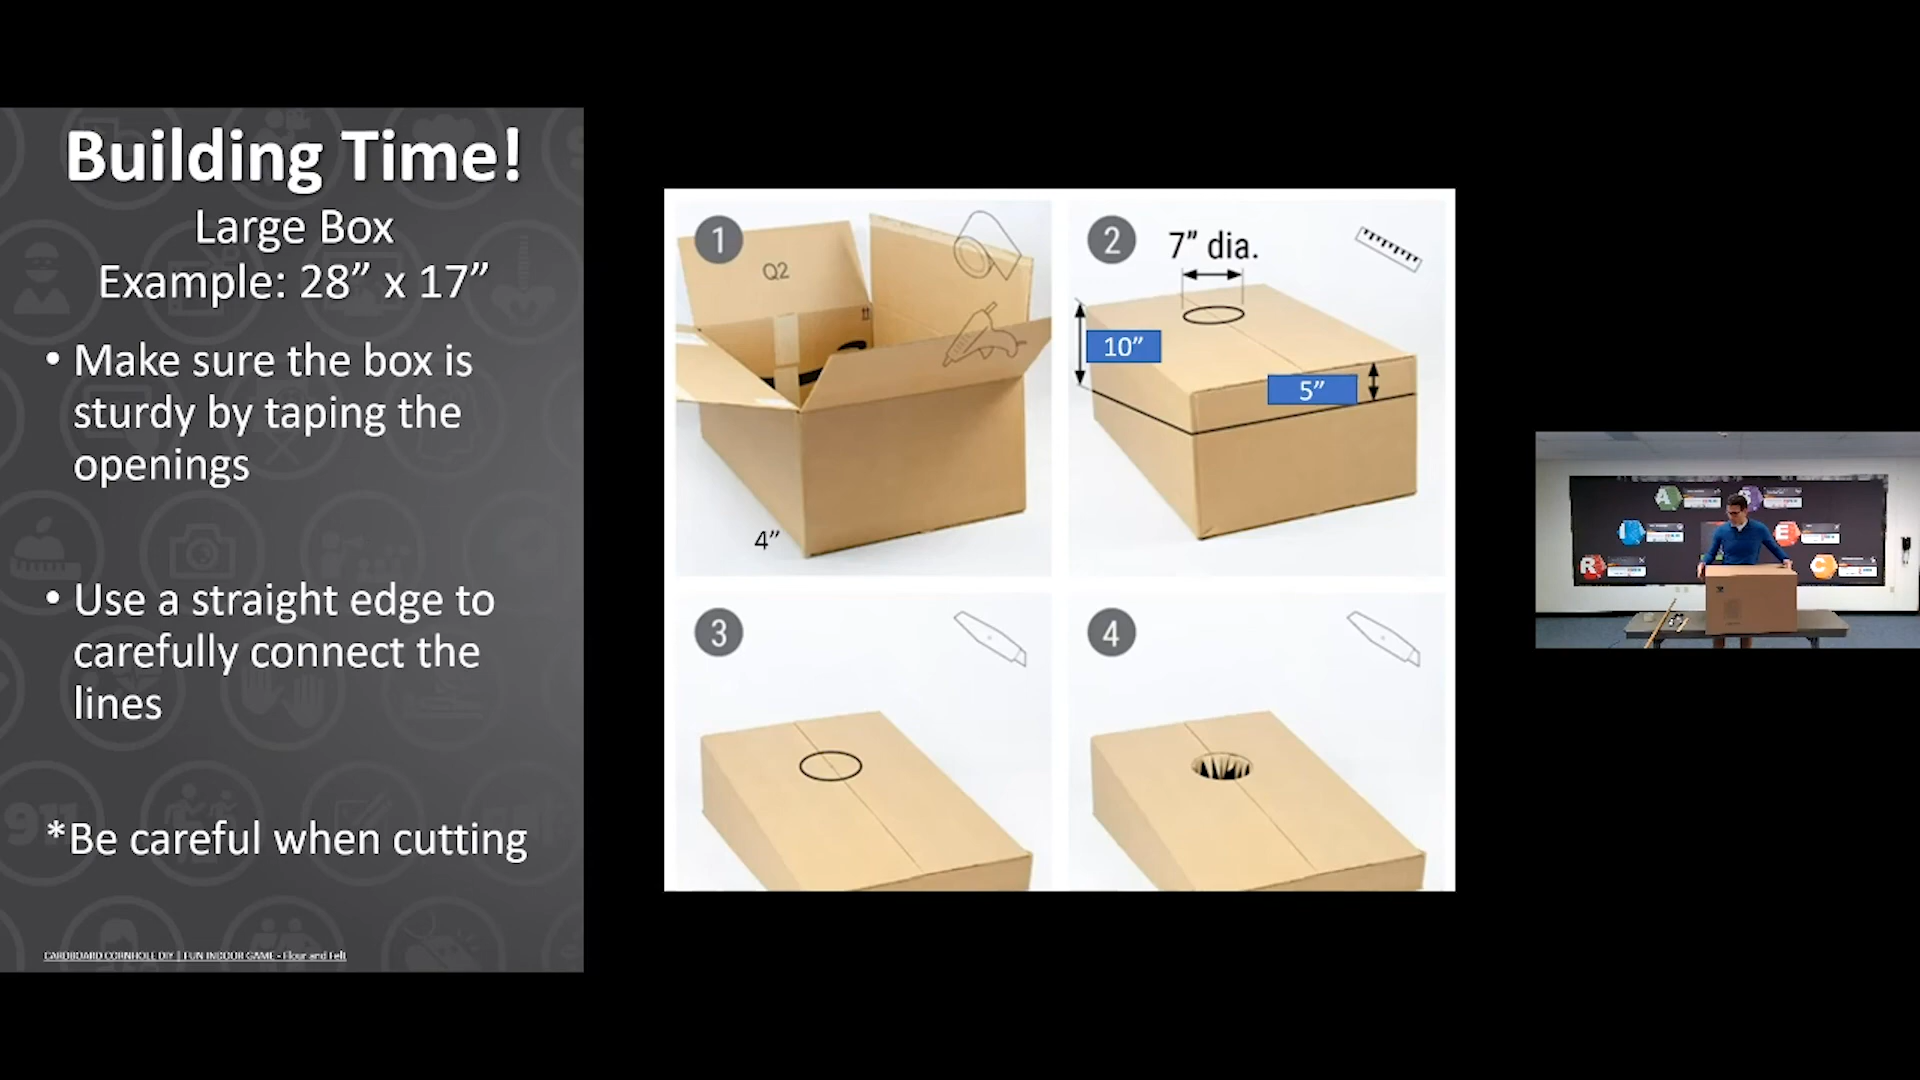 Building Time!
Large Box
Example: 28” x 17”
• Make sure the box is
sturdy by taping the
openings
• Use a straight edge to
carefully connect the
lines
*Be careful when cutting
CARDBOARD CORNHOLE DIY | FUN INDOOR GAME - Flour and Felt
1
Q2
4”
2
7” dia.
10”
5”
3
4
A
I
E
R
C